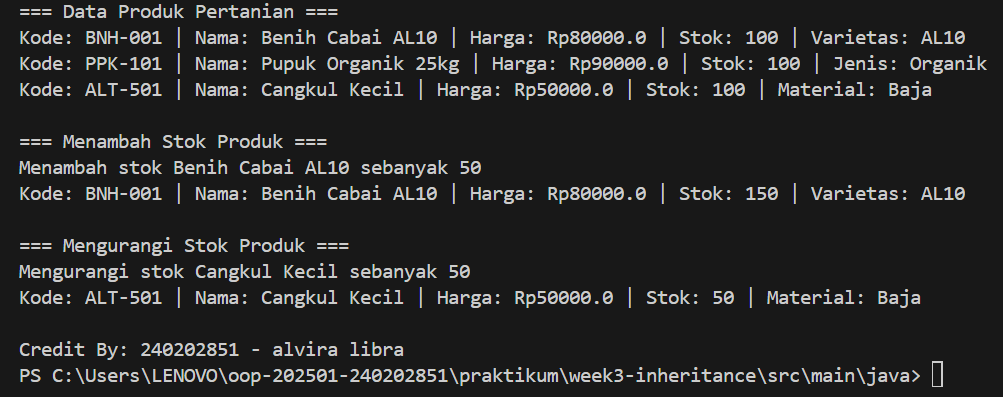 === Data Produk Pertanian ===
Kode: BNH-001 | Nama: Benih Cabai AL10 | Harga: Rp80000.0 | Stok: 100 | Varietas: AL10
Kode: PPK-101 | Nama: Pupuk Organik 25kg | Harga: Rp90000.0 | Stok: 100 | Jenis: Organik
Kode: ALT-501 | Nama: Cangkul Kecil | Harga: Rp50000.0 | Stok: 100 | Material: Baja
=== Menambah Stok Produk ===
Menambah stok Benih Cabai AL10 sebanyak 50
Kode: BNH-001 | Nama: Benih Cabai AL10 | Harga: Rp80000.0 | Stok: 150 | Varietas: AL10
=== Mengurangi Stok Produk ===
Mengurangi stok Cangkul Kecil sebanyak 50
Kode: ALT-501 | Nama: Cangkul Kecil | Harga: Rp50000.0 | Stok: 50 | Material: Baja
Credit By: 240202851 - alvira libra
PS C:\Users\LENOVO\oop-202501-240202851\praktikum\week3-inheritance\src\main\java>